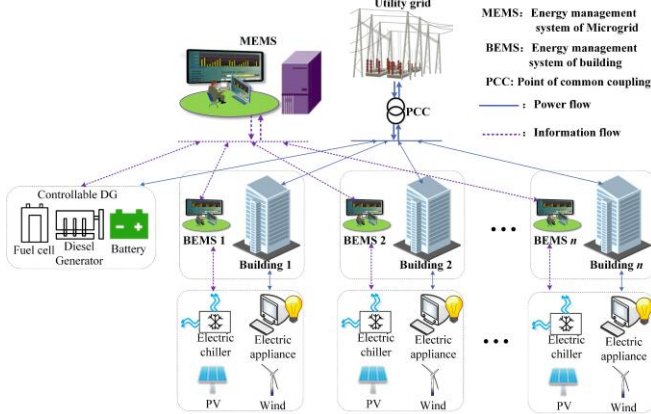 Utility grid
MEMS
MEMS: Energy management
system of Microgrid
BEMS: Energy management
system of building
PCC: Point of common coupling
PCC
: Power flow
: Information flow
Controllable DG
Fuel cell
Diesel
Generator
Battery
BEMS 1
Building 1
BEMS 2
Building 2
•••
BEMS n
Building n
Electric
chiller
Electric
appliance
PV
Wind
Electric
chiller
Electric
appliance
PV
Wind
•••
Electric
chiller
Electric
appliance
PV
Wind